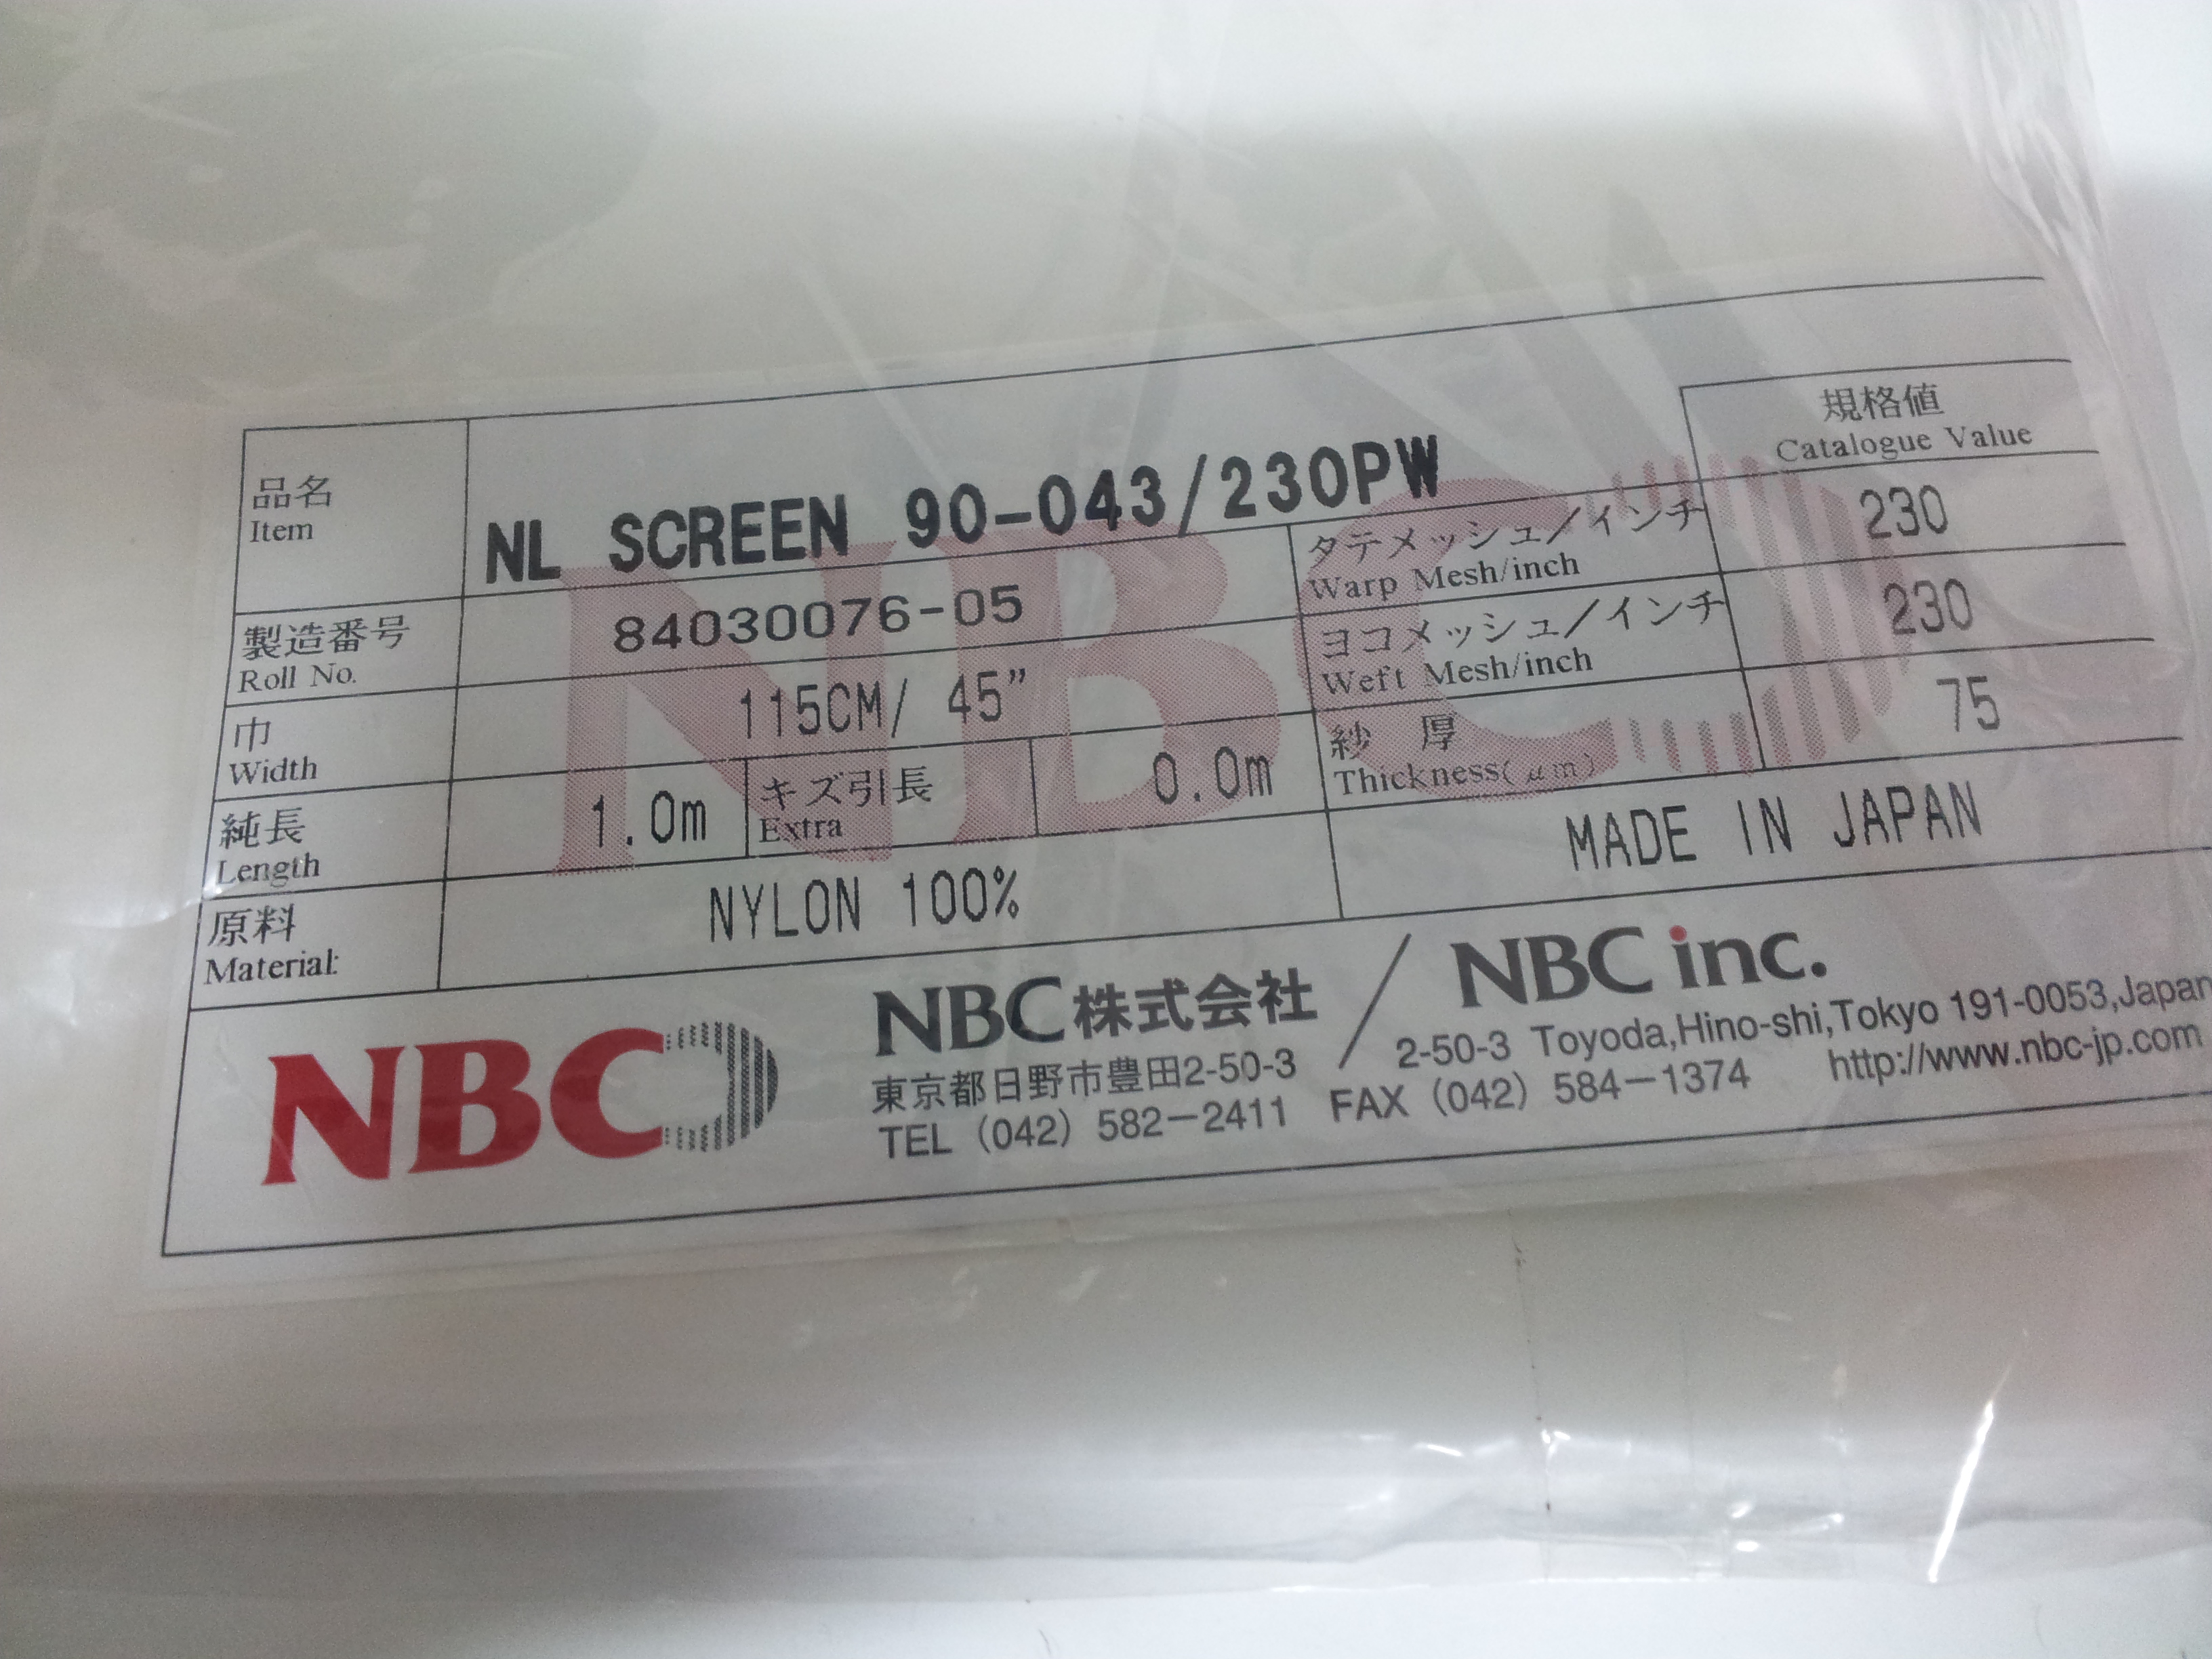 品名
Item
NL SCREEN 90-043/230PW
規格値
Catalogue Value
製造番号
Roll No.
84030076-05
タテメッシュ/インチ
Warp Mesh/inch
230
巾
Width
115CM/ 45"
ヨコメッシュ/インチ
Weft Mesh/inch
230
純長
Length
1.0m
キズ引長
Extra
0.0m
紗 厚
Thickness(μm)
75
原料
Material:
NYLON 100%
MADE IN JAPAN
NBC
NBC
NBC株式会社 / NBC inc.
東京都日野市豊田2-50-3 2-50-3 Toyoda,Hino-shi,Tokyo 191-0053,Japan
TEL (042) 582-2411 FAX (042) 584-1374 http://www.nbc-jp.com